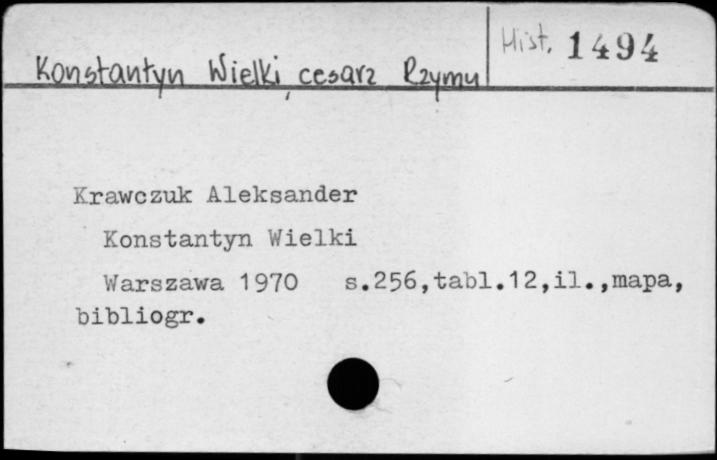 Hist. 1494
Konstantyn Wielki, cesarz Rzymu
Krawczuk Aleksander
Konstantyn Wielki
Warszawa 1970 s.256,tabl.12,il.,mapa,
bibliogr.